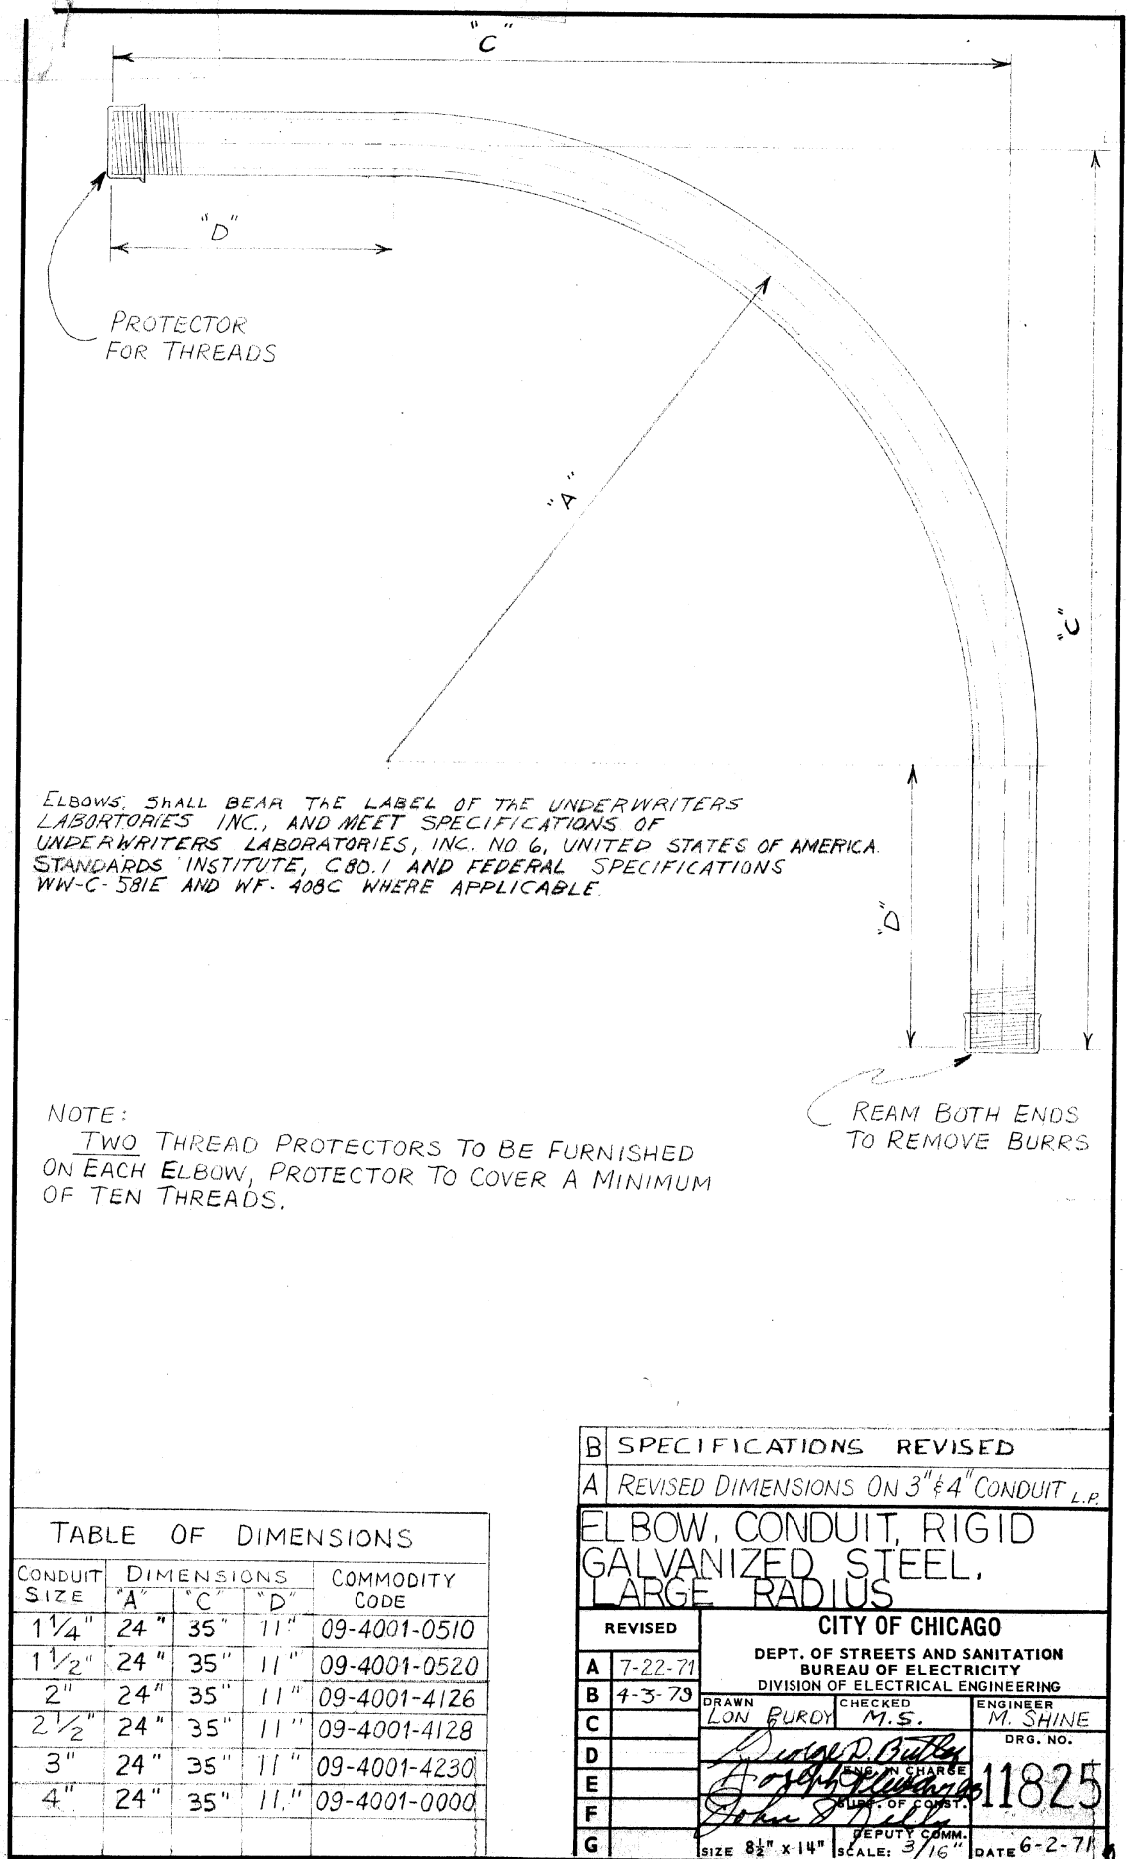 "C"
"D"
PROTECTOR
FOR THREADS
"A"
"C"
ELBOWS, SHALL BEAR THE LABEL OF THE UNDERWRITERS
LABORTORIES INC., AND MEET SPECIFICATIONS OF
UNDERWRITERS LABORATORIES, INC. NO 6, UNITED STATES OF AMERICA.
STANDARDS INSTITUTE, C80.1 AND FEDERAL SPECIFICATIONS
WW-C-581E AND WF-408C WHERE APPLICABLE.
"D"
REAM BOTH ENDS
TO REMOVE BURRS
NOTE:
TWO THREAD PROTECTORS TO BE FURNISHED
ON EACH ELBOW, PROTECTOR TO COVER A MINIMUM
OF TEN THREADS.
B SPECIFICATIONS REVISED
A REVISED DIMENSIONS ON 3" & 4" CONDUIT L.P.
ELBOW, CONDUIT, RIGID
GALVANIZED STEEL,
LARGE RADIUS
TABLE OF DIMENSIONS
CONDUIT SIZE DIMENSIONS "A" "C" "D" COMMODITY CODE
1 1/4" 24" 35" 11" 09-4001-0510
1 1/2" 24" 35" 11" 09-4001-0520
2" 24" 35" 11" 09-4001-4126
2 1/2" 24" 35" 11" 09-4001-4128
3" 24" 35" 11" 09-4001-4230
4" 24" 35" 11" 09-4001-0000
REVISED
A 7-22-71
B 4-3-79
C
D
E
F
G
CITY OF CHICAGO
DEPT. OF STREETS AND SANITATION
BUREAU OF ELECTRICITY
DIVISION OF ELECTRICAL ENGINEERING
DRAWN LON PURDY CHECKED M.S. ENGINEER M. SHINE
George D. Butler
ENG. IN CHARGE
Joseph
SUPT. OF CONST.
John
DEPUTY COMM.
DRG. NO.
11825
SIZE 8½" x 14" SCALE: 3/16" DATE 6-2-71